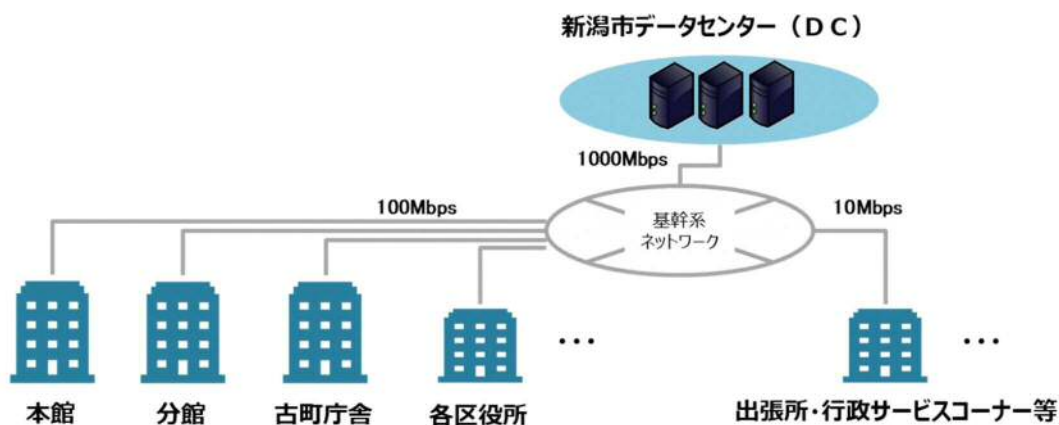 新潟市データセンター（ＤＣ）
1000Mbps
100Mbps
基幹系
ネットワーク
10Mbps
本館
分館
古町庁舎
各区役所
･･･
出張所・行政サービスコーナー等
･･･